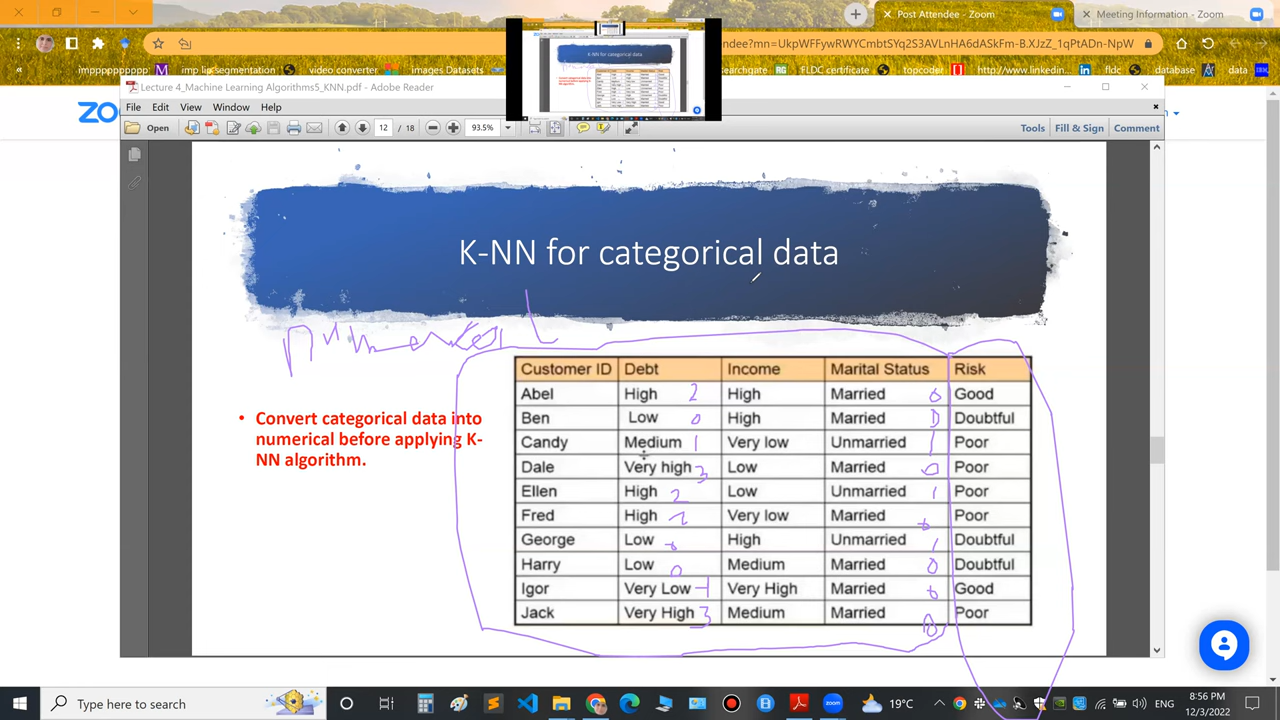 Post Attendee - Zoom
Meeting Information - Zoom
imp lip segmentation
video converter
images Datasets
FLDC
database
data
Machine Learning Algorithms5_KNN.pdf - Adobe Reader
File Edit View Window Help
Open 12 / 18 93.5% Tools Fill & Sign Comment
K-NN for categorical data
Numerical
• Convert categorical data into
numerical before applying K-
NN algorithm.
Customer ID Debt Income Marital Status Risk
Abel High 2 High Married 0 Good
Ben Low 0 High Married 0 Doubtful
Candy Medium 1 Very low Unmarried 1 Poor
Dale Very high 3 Low Married 0 Poor
Ellen High 2 Low Unmarried 1 Poor
Fred High 2 Very low Married 0 Poor
George Low 0 High Unmarried 1 Doubtful
Harry Low 0 Medium Married 0 Doubtful
Igor Very Low 4 Very High Married 0 Good
Jack Very High 3 Medium Married 0 Poor
Type here to search
19°C
ENG
8:56 PM
12/3/2022